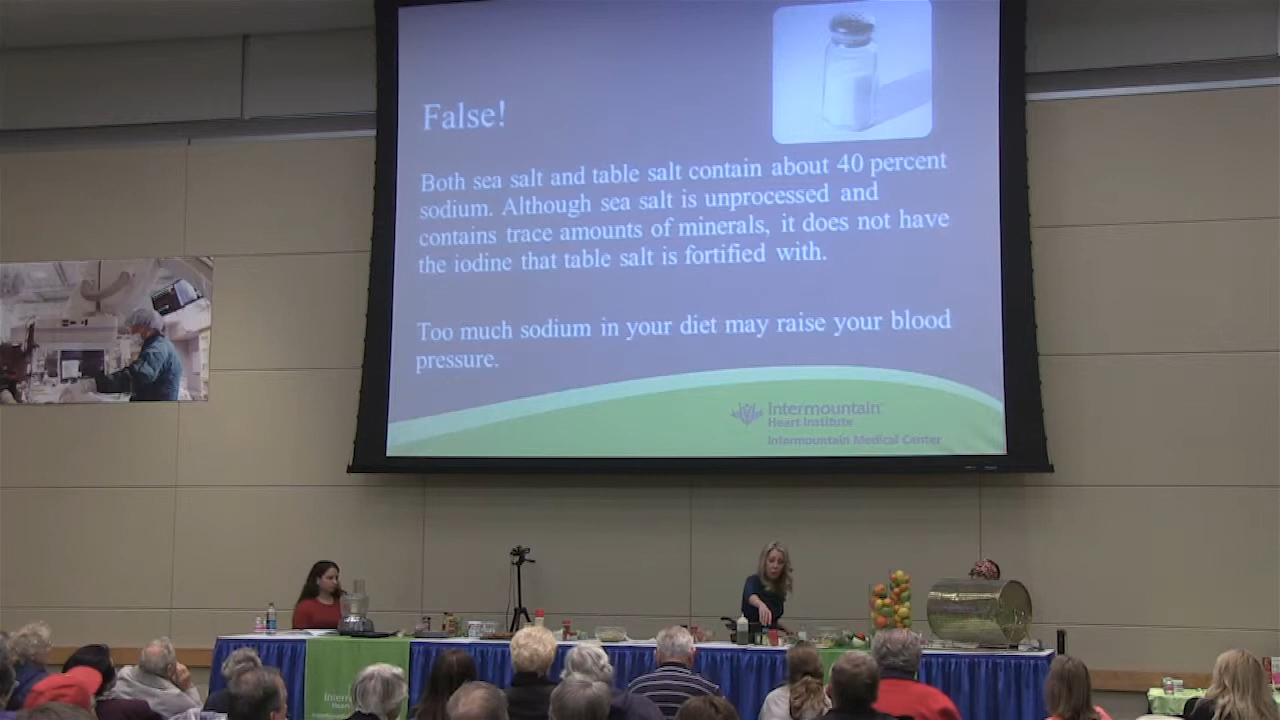 False!
Both sea salt and table salt contain about 40 percent
sodium. Although sea salt is unprocessed and
contains trace amounts of minerals, it does not have
the iodine that table salt is fortified with.
Too much sodium in your diet may raise your blood
pressure.
Intermountain
Heart Institute
Intermountain Medical Center